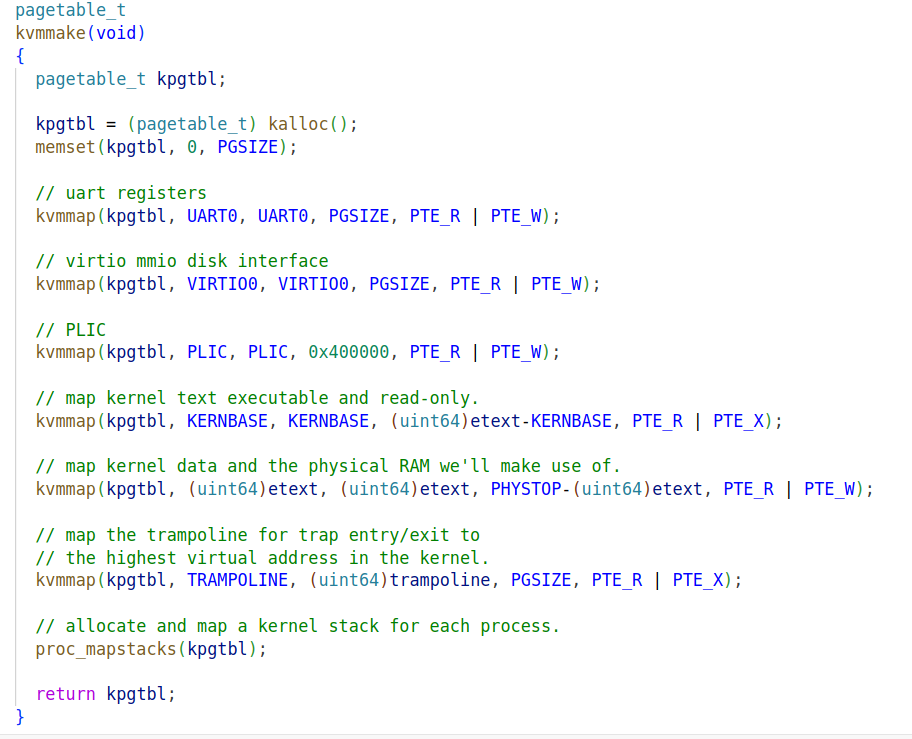 pagetable_t
kvmmake(void)
{
  pagetable_t kpgtbl;

  kpgtbl = (pagetable_t) kalloc();
  memset(kpgtbl, 0, PGSIZE);

  // uart registers
  kvmmap(kpgtbl, UART0, UART0, PGSIZE, PTE_R | PTE_W);

  // virtio mmio disk interface
  kvmmap(kpgtbl, VIRTIO0, VIRTIO0, PGSIZE, PTE_R | PTE_W);

  // PLIC
  kvmmap(kpgtbl, PLIC, PLIC, 0x400000, PTE_R | PTE_W);

  // map kernel text executable and read-only.
  kvmmap(kpgtbl, KERNBASE, KERNBASE, (uint64)etext-KERNBASE, PTE_R | PTE_X);

  // map kernel data and the physical RAM we'll make use of.
  kvmmap(kpgtbl, (uint64)etext, (uint64)etext, PHYSTOP-(uint64)etext, PTE_R | PTE_W);

  // map the trampoline for trap entry/exit to
  // the highest virtual address in the kernel.
  kvmmap(kpgtbl, TRAMPOLINE, (uint64)trampoline, PGSIZE, PTE_R | PTE_X);

  // allocate and map a kernel stack for each process.
  proc_mapstacks(kpgtbl);

  return kpgtbl;
}